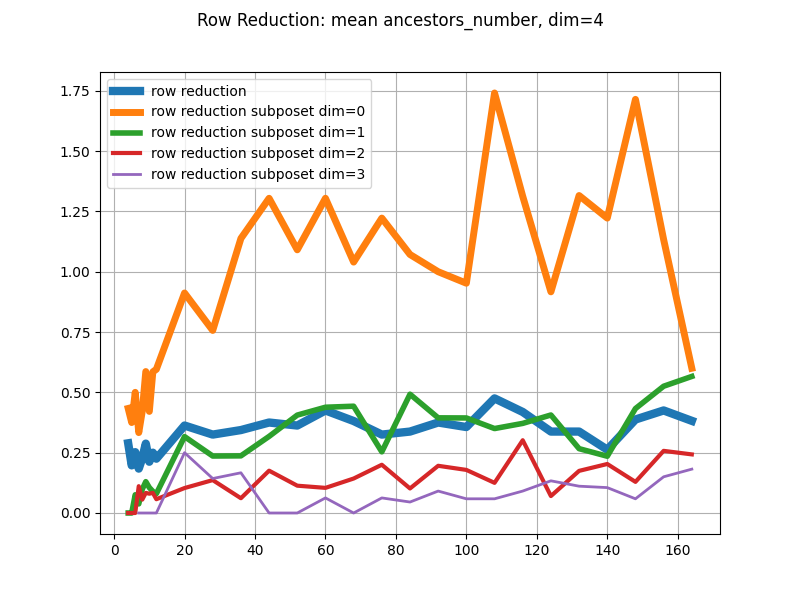 Row Reduction: mean ancestors_number, dim=4
row reduction
row reduction subposet dim=0
row reduction subposet dim=1
row reduction subposet dim=2
row reduction subposet dim=3
1.75
1.50
1.25
1.00
0.75
0.50
0.25
0.00
0 20 40 60 80 100 120 140 160